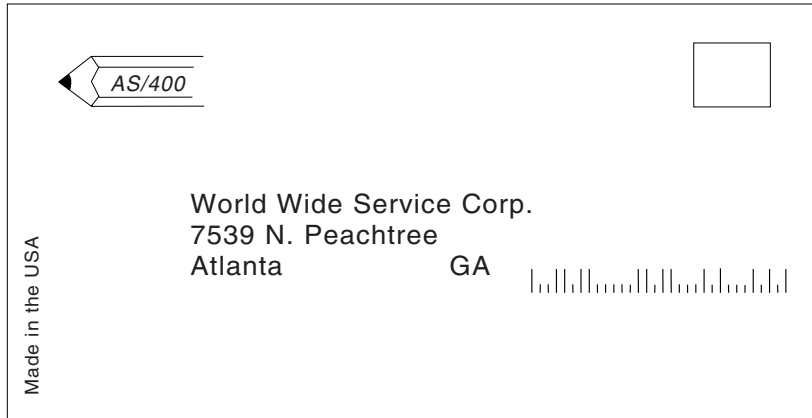 AS/400
World Wide Service Corp.
7539 N. Peachtree
Atlanta GA
Made in the USA